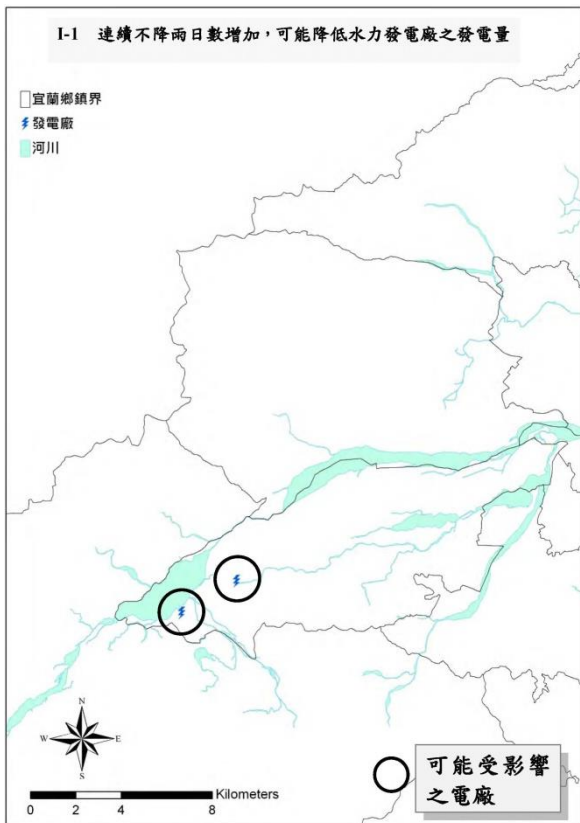 I-1 連續不降雨日數增加，可能降低水力發電廠之發電量
宜蘭鄉鎮界
發電廠
河川
N
W
E
S
Kilometers
0 2 4 8
可能受影響
之電廠